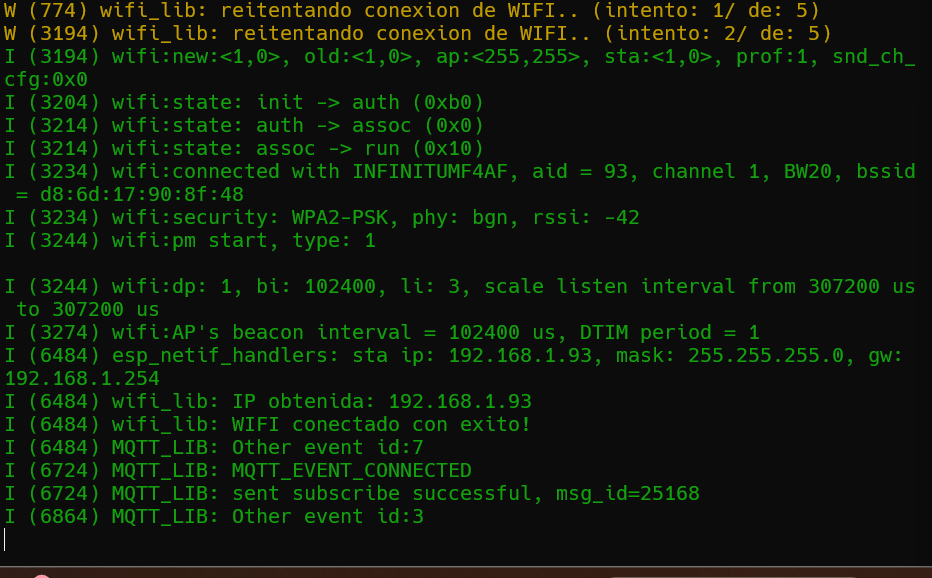 W (774) wifi_lib: reitentando conexion de WIFI.. (intento: 1/ de: 5)
W (3194) wifi_lib: reitentando conexion de WIFI.. (intento: 2/ de: 5)
I (3194) wifi:new:<1,0>, old:<1,0>, ap:<255,255>, sta:<1,0>, prof:1, snd_ch_
cfg:0x0
I (3204) wifi:state: init -> auth (0xb0)
I (3214) wifi:state: auth -> assoc (0x0)
I (3214) wifi:state: assoc -> run (0x10)
I (3234) wifi:connected with INFINITUMF4AF, aid = 93, channel 1, BW20, bssid
 = d8:6d:17:90:8f:48
I (3234) wifi:security: WPA2-PSK, phy: bgn, rssi: -42
I (3244) wifi:pm start, type: 1

I (3244) wifi:dp: 1, bi: 102400, li: 3, scale listen interval from 307200 us
 to 307200 us
I (3274) wifi:AP's beacon interval = 102400 us, DTIM period = 1
I (6484) esp_netif_handlers: sta ip: 192.168.1.93, mask: 255.255.255.0, gw:
192.168.1.254
I (6484) wifi_lib: IP obtenida: 192.168.1.93
I (6484) wifi_lib: WIFI conectado con exito!
I (6484) MQTT_LIB: Other event id:7
I (6724) MQTT_LIB: MQTT_EVENT_CONNECTED
I (6724) MQTT_LIB: sent subscribe successful, msg_id=25168
I (6864) MQTT_LIB: Other event id:3